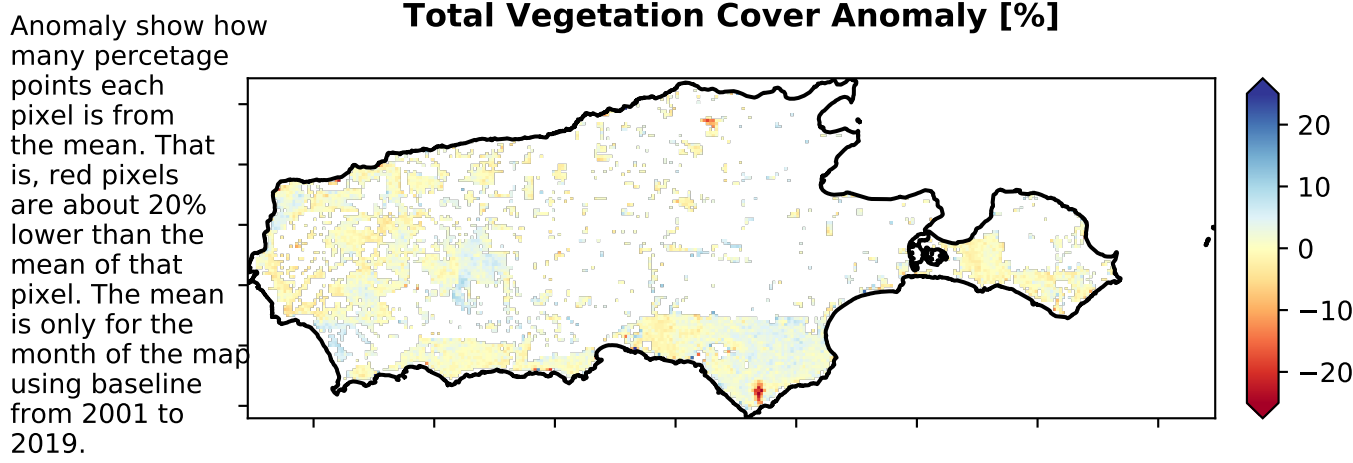 Total Vegetation Cover Anomaly [%]
Anomaly show how
many percetage
points each
pixel is from
the mean. That
is, red pixels
are about 20%
lower than the
mean of that
pixel. The mean
is only for the
month of the map
using baseline
from 2001 to
2019.
20
10
0
−10
−20